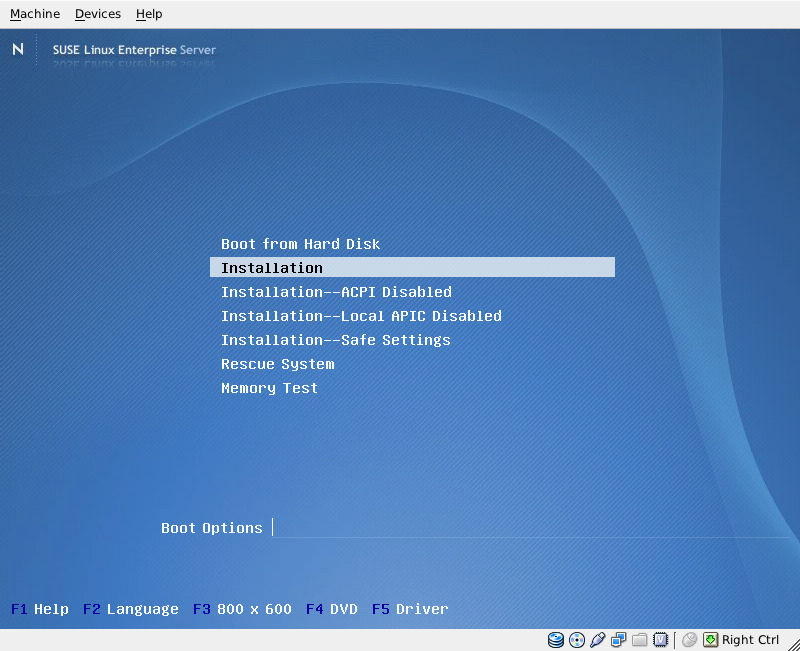 Machine Devices Help
N SUSE Linux Enterprise Server
Boot from Hard Disk
Installation
Installation--ACPI Disabled
Installation--Local APIC Disabled
Installation--Safe Settings
Rescue System
Memory Test
Boot Options
F1 Help F2 Language F3 800 x 600 F4 DVD F5 Driver
Right Ctrl